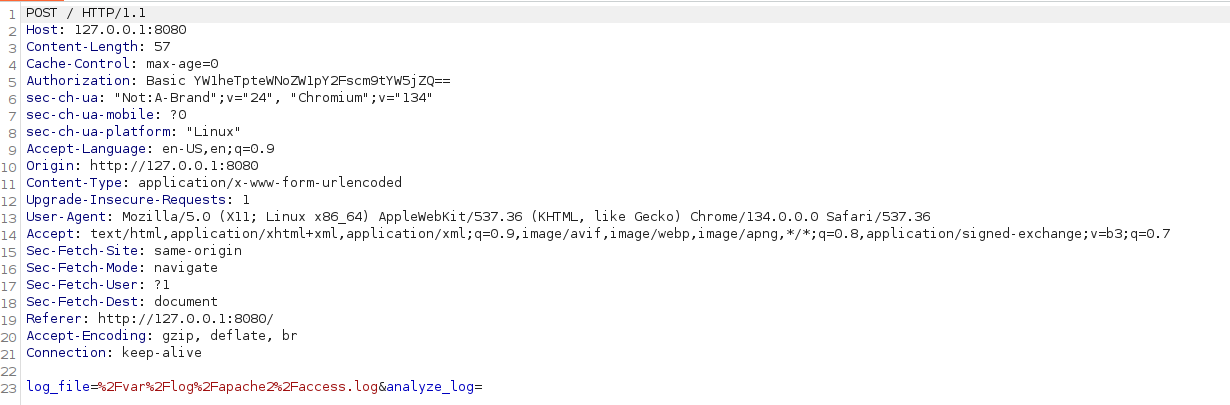 1 POST / HTTP/1.1
2 Host: 127.0.0.1:8080
3 Content-Length: 57
4 Cache-Control: max-age=0
5 Authorization: Basic YW1heTpteWNoZW1pY2Fscm9tYW5jZQ==
6 sec-ch-ua: "Not:A-Brand";v="24", "Chromium";v="134"
7 sec-ch-ua-mobile: ?0
8 sec-ch-ua-platform: "Linux"
9 Accept-Language: en-US,en;q=0.9
10 Origin: http://127.0.0.1:8080
11 Content-Type: application/x-www-form-urlencoded
12 Upgrade-Insecure-Requests: 1
13 User-Agent: Mozilla/5.0 (X11; Linux x86_64) AppleWebKit/537.36 (KHTML, like Gecko) Chrome/134.0.0.0 Safari/537.36
14 Accept: text/html,application/xhtml+xml,application/xml;q=0.9,image/avif,image/webp,image/apng,*/*;q=0.8,application/signed-exchange;v=b3;q=0.7
15 Sec-Fetch-Site: same-origin
16 Sec-Fetch-Mode: navigate
17 Sec-Fetch-User: ?1
18 Sec-Fetch-Dest: document
19 Referer: http://127.0.0.1:8080/
20 Accept-Encoding: gzip, deflate, br
21 Connection: keep-alive
22
23 log_file=%2Fvar%2Flog%2Fapache2%2Faccess.log&analyze_log=